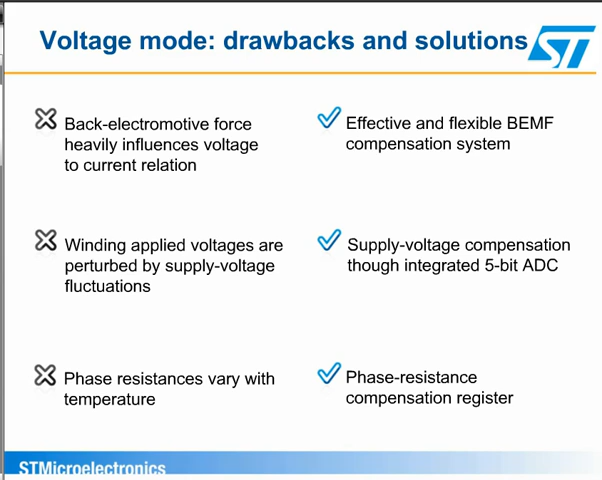 Voltage mode: drawbacks and solutions
ST
Back-electromotive force
heavily influences voltage
to current relation
Effective and flexible BEMF
compensation system
Winding applied voltages are
perturbed by supply-voltage
fluctuations
Supply-voltage compensation
though integrated 5-bit ADC
Phase resistances vary with
temperature
Phase-resistance
compensation register
STMicroelectronics